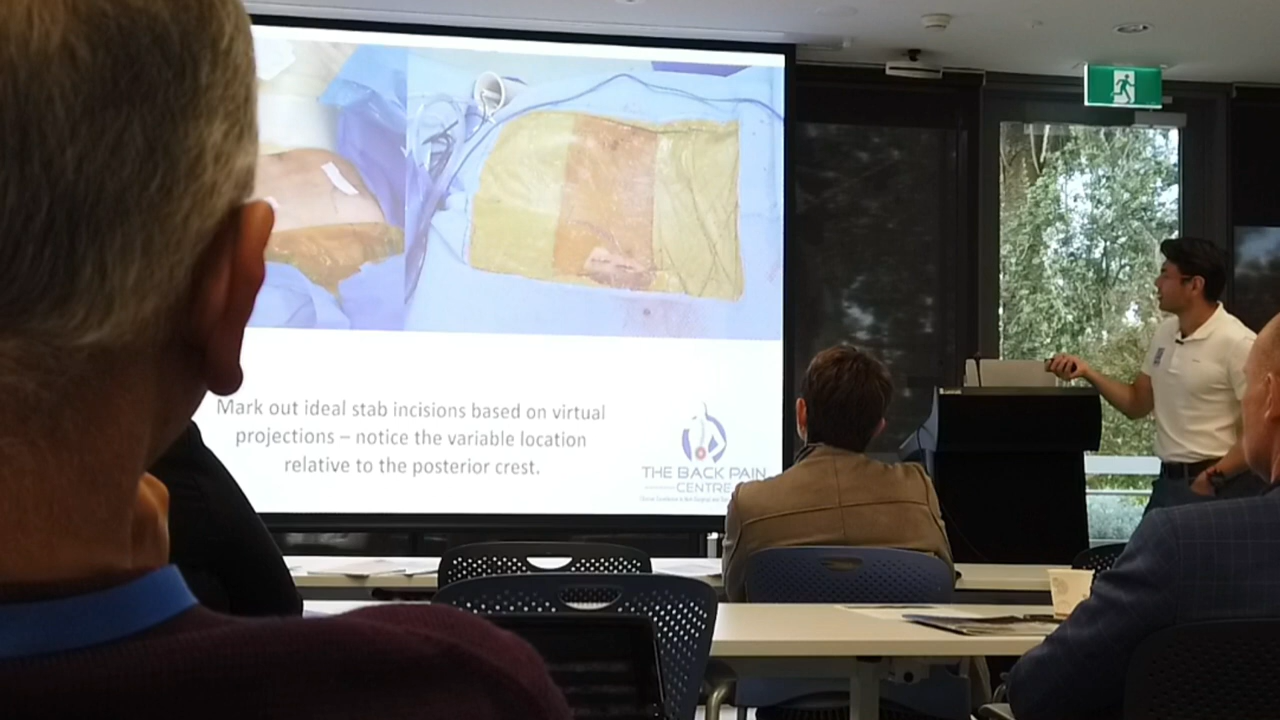 Mark out ideal stab incisions based on virtual
projections – notice the variable location
relative to the posterior crest.
THE BACK PAIN
CENTRE